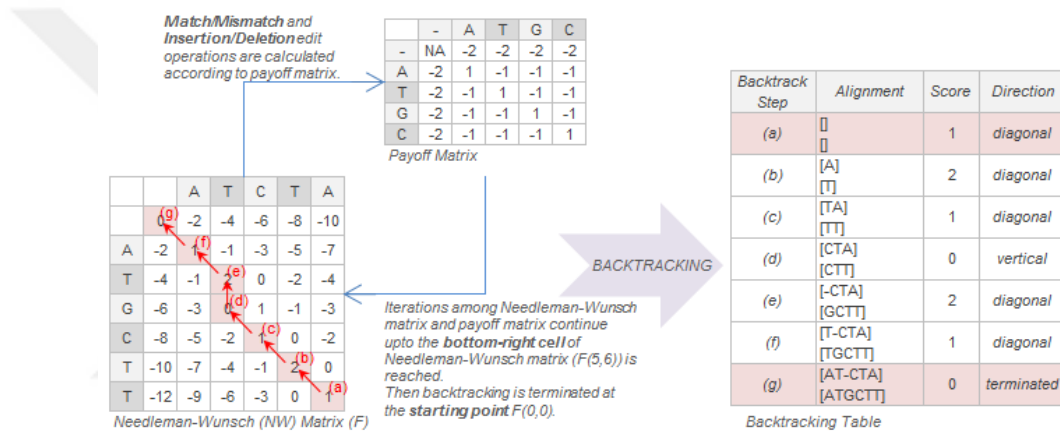 Match/Mismatch and
Insertion/Deletion edit
operations are calculated
according to payoff matrix.
- A T G C
- NA -2 -2 -2 -2
A -2 1 -1 -1 -1
T -2 -1 1 -1 -1
G -2 -1 -1 1 -1
C -2 -1 -1 -1 1
Payoff Matrix
A T C T A
0 (g) -2 -4 -6 -8 -10
A -2 1 (f) -1 -3 -5 -7
T -4 -1 2 (e) 0 -2 -4
G -6 -3 0 (d) 1 -1 -3
C -8 -5 -2 1 (c) 0 -2
T -10 -7 -4 -1 2 (b) 0
T -12 -9 -6 -3 0 1 (a)
Needleman-Wunsch (NW) Matrix (F)
Iterations among Needleman-Wunsch
matrix and payoff matrix continue
upto the bottom-right cell of
Needleman-Wunsch matrix (F(5,6)) is
reached.
Then backtracking is terminated at
the starting point F(0,0).
BACKTRACKING
Backtrack
Step Alignment Score Direction
(a) [] 1 diagonal
[]
(b) [A] 2 diagonal
[T]
(c) [TA] 1 diagonal
[TT]
(d) [CTA] 0 vertical
[CTT]
(e) [-CTA] 2 diagonal
[GCTT]
(f) [T-CTA] 1 diagonal
[TGCTT]
(g) [AT-CTA] 0 terminated
[ATGCTT]
Backtracking Table